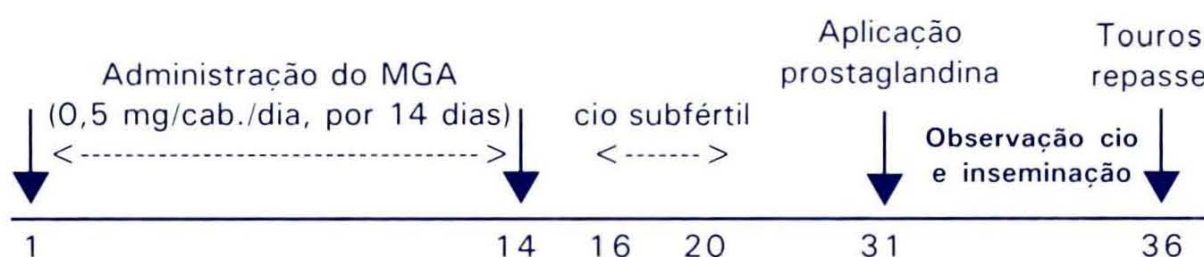 Administração do MGA
(0,5 mg/cab./dia, por 14 dias)
cio subfértil
Aplicação
prostaglandina
Observação cio
e inseminação
Touros
repasse
1 14 16 20 31 36